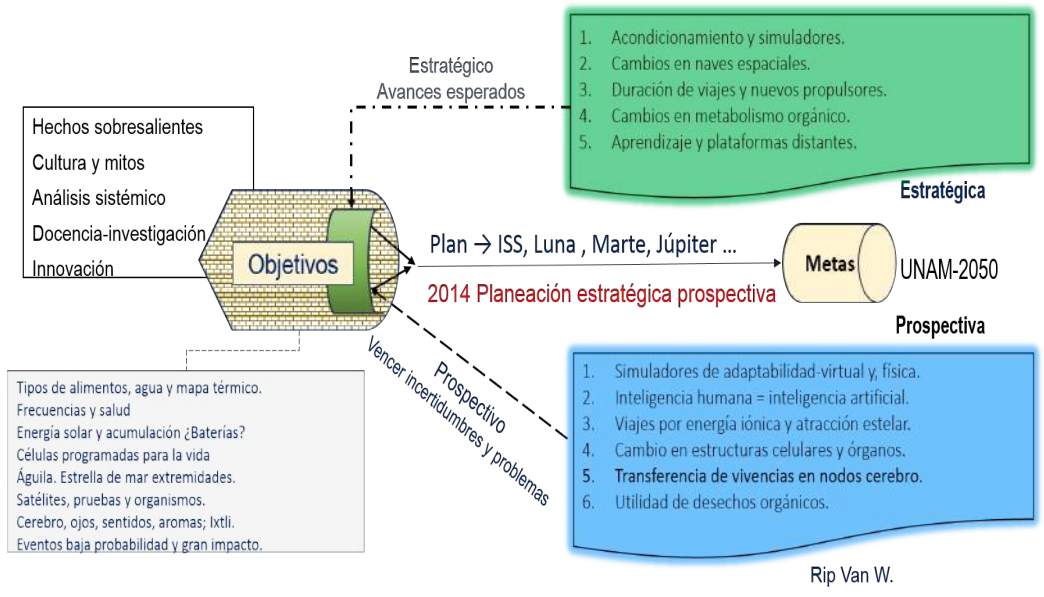 Estratégico
Avances esperados
1. Acondicionamiento y simuladores.
2. Cambios en naves espaciales.
3. Duración de viajes y nuevos propulsores.
4. Cambios en metabolismo orgánico.
5. Aprendizaje y plataformas distantes.
Estratégica
Hechos sobresalientes
Cultura y mitos
Análisis sistémico
Docencia-investigación
Innovación
Objetivos
Plan → ISS, Luna , Marte, Júpiter ...
2014 Planeación estratégica prospectiva
Metas
UNAM-2050
Prospectiva
Prospectivo
Vencer incertidumbres y problemas
Tipos de alimentos, agua y mapa térmico.
Frecuencias y salud
Energía solar y acumulación ¿Baterías?
Células programadas para la vida
Águila. Estrella de mar extremidades.
Satélites, pruebas y organismos.
Cerebro, ojos, sentidos, aromas; Ixtli.
Eventos baja probabilidad y gran impacto.
1. Simuladores de adaptabilidad-virtual y, física.
2. Inteligencia humana = inteligencia artificial.
3. Viajes por energía iónica y atracción estelar.
4. Cambio en estructuras celulares y órganos.
5. Transferencia de vivencias en nodos cerebro.
6. Utilidad de desechos orgánicos.
Rip Van W.